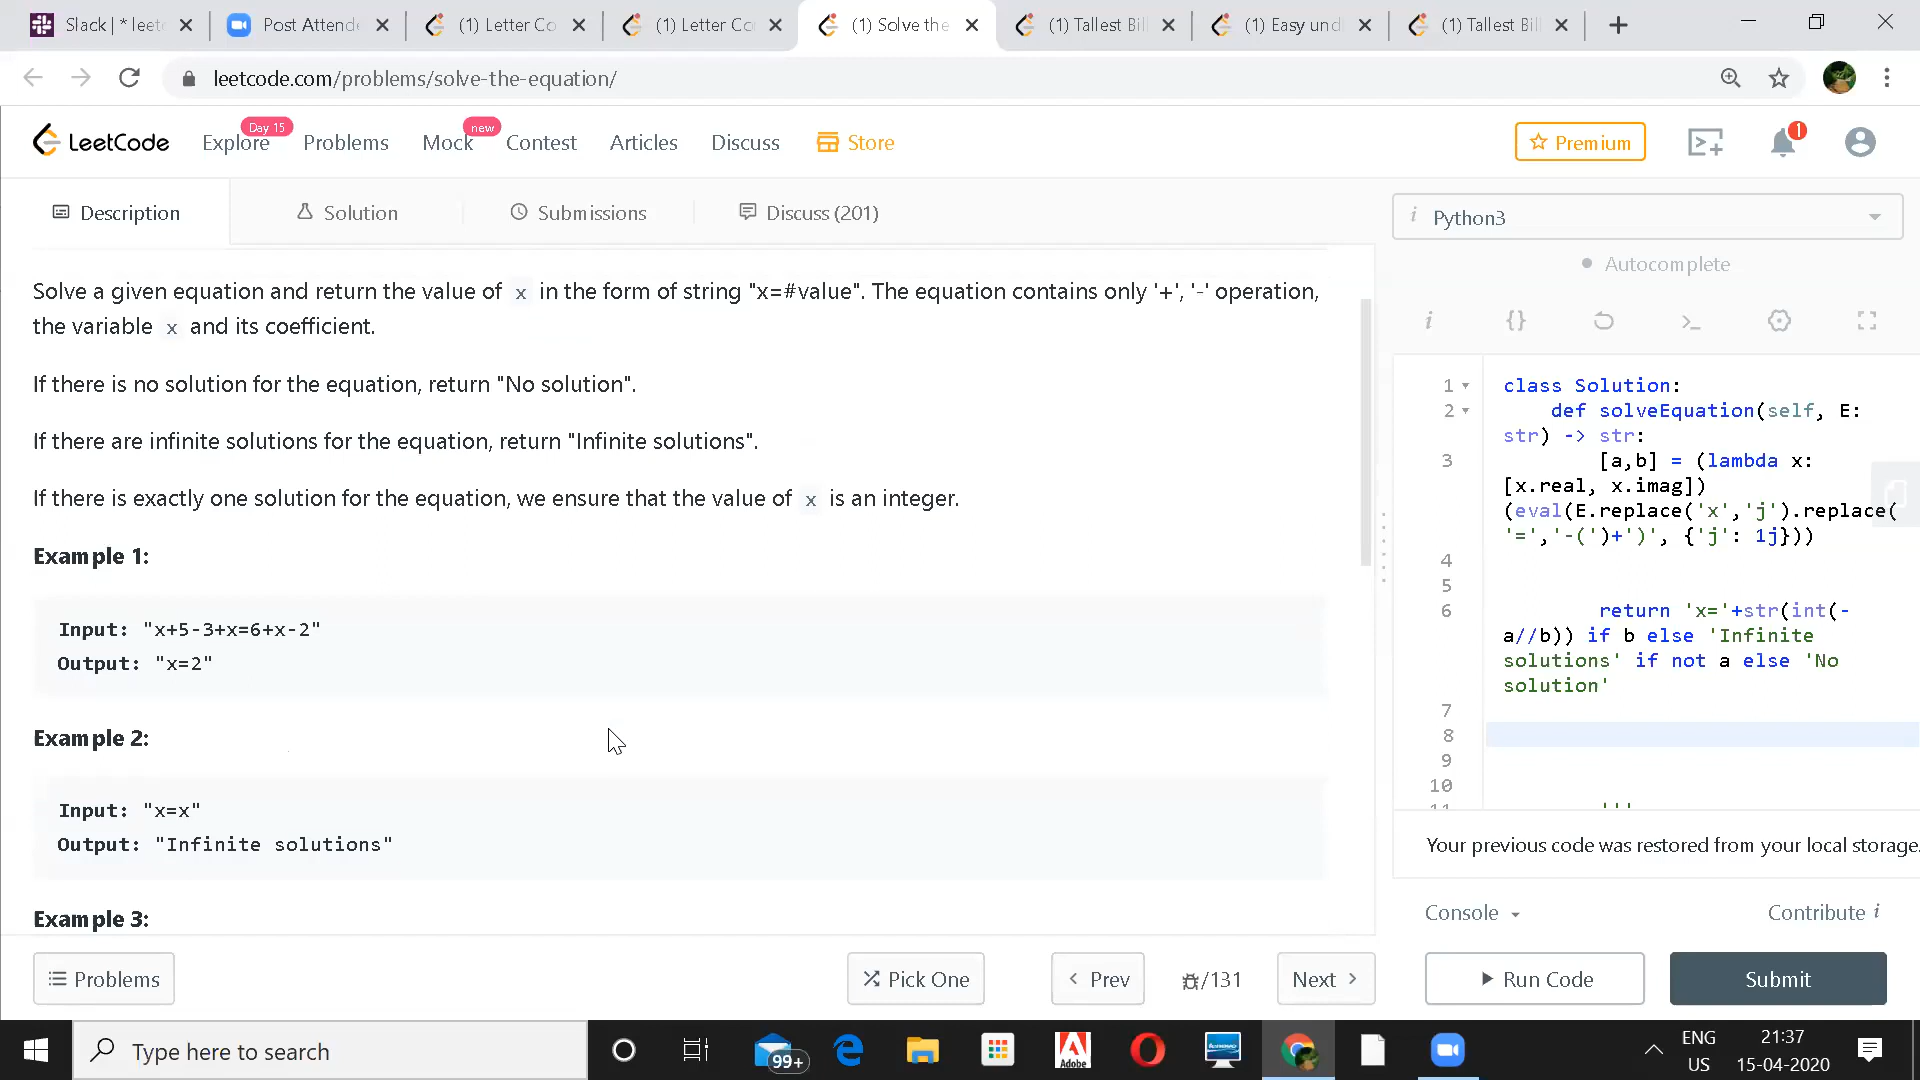 Slack | * leet
Post Attende
(1) Letter Co
(1) Letter Cor
(1) Solve the
(1) Tallest Bil
(1) Easy und
(1) Tallest Bil
leetcode.com/problems/solve-the-equation/
LeetCode
Explore
Day 15
Problems
Mock
new
Contest
Articles
Discuss
Store
Premium
1
Description
Solution
Submissions
Discuss (201)
i Python3
Autocomplete
Solve a given equation and return the value of x in the form of string "x=#value". The equation contains only '+', '-' operation,
the variable x and its coefficient.
If there is no solution for the equation, return "No solution".
If there are infinite solutions for the equation, return "Infinite solutions".
If there is exactly one solution for the equation, we ensure that the value of x is an integer.
Example 1:
Input: "x+5-3+x=6+x-2"
Output: "x=2"
Example 2:
Input: "x=x"
Output: "Infinite solutions"
Example 3:
i {} >_
1 class Solution:
2 def solveEquation(self, E:
str) -> str:
3 [a,b] = (lambda x:
[x.real, x.imag])
(eval(E.replace('x','j').replace(
'=','-(')+')', {'j': 1j}))
4
5
6 return 'x='+str(int(-
a//b)) if b else 'Infinite
solutions' if not a else 'No
solution'
7
8
9
10
11 '''
Your previous code was restored from your local storage.
Console
Contribute i
Problems
Pick One
Prev
/131
Next
Run Code
Submit
Type here to search
99+
Adobe
ENG
US
21:37
15-04-2020